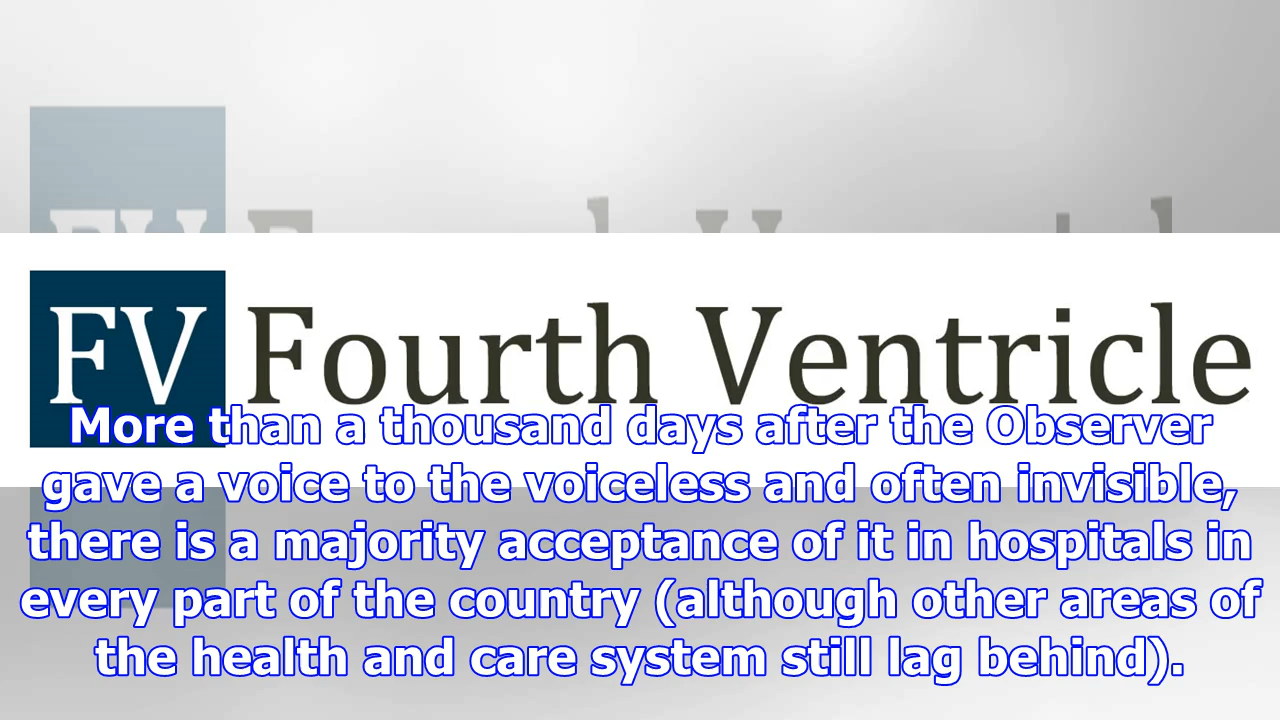 FV Fourth Ventricle
More than a thousand days after the Observer
gave a voice to the voiceless and often invisible,
there is a majority acceptance of it in hospitals in
every part of the country (although other areas of
the health and care system still lag behind).